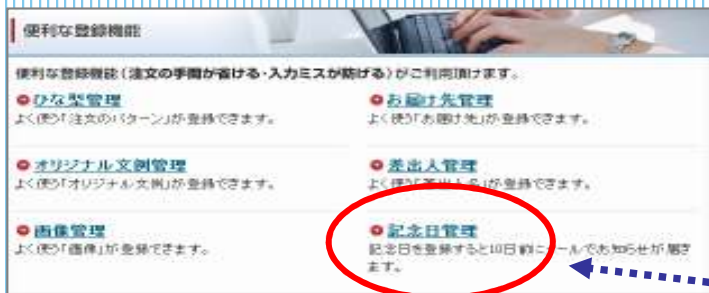 便利な登録機能
便利な登録機能（注文の手間が省ける・入力ミスが防げる）がご利用頂けます。
ひな型管理
よく使う「注文のパターン」が登録できます。
お届け先管理
よく使う「お届け先」が登録できます。
オリジナル文例管理
よく使う「オリジナル文例」が登録できます。
差出人管理
よく使う「差出人名」が登録できます。
画像管理
よく使う「画像」が登録できます。
記念日管理
記念日を登録すると10日前にメールでお知らせが届き
ます。